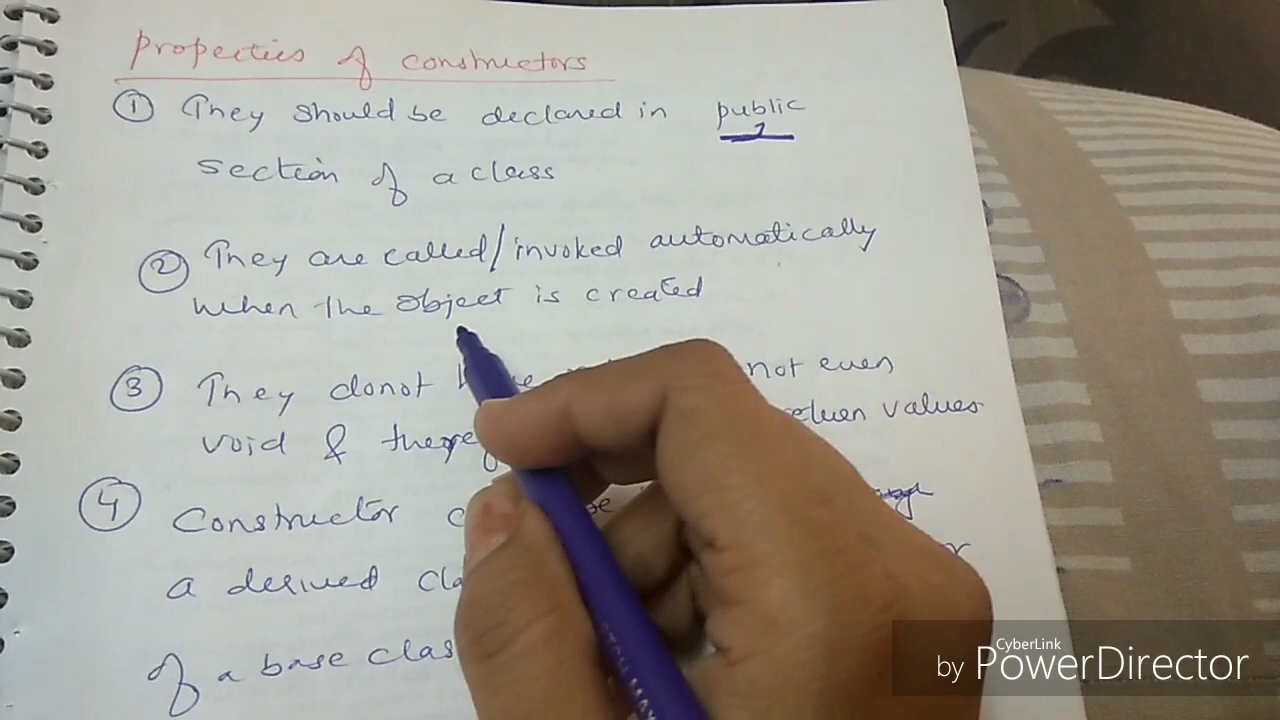 Properties of constructors
① They should be declared in public
section of a class
② They are called/invoked automatically
when the object is created
③ They donot not even
void & values
④ Constructor
a derived
of a base
CyberLink
by PowerDirector